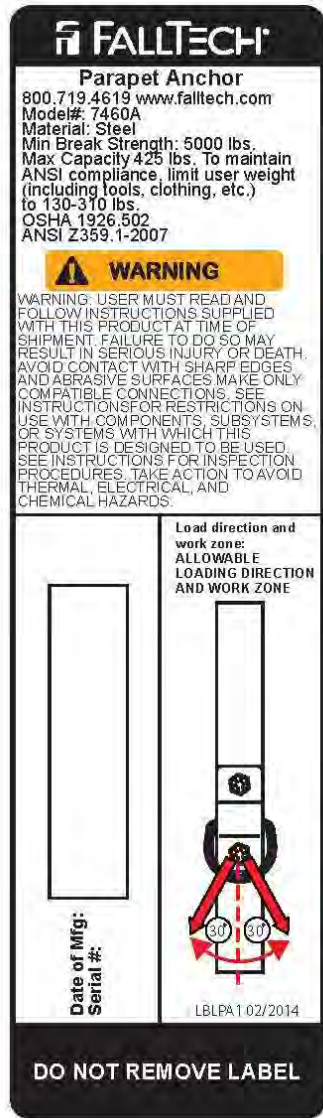 FALLTECH
Parapet Anchor
800.719.4619 www.falltech.com
Model#: 7460A
Material: Steel
Min Break Strength: 5000 lbs.
Max Capacity 425 lbs. To maintain
ANSI compliance, limit user weight
(including tools, clothing, etc.)
to 130-310 lbs.
OSHA 1926.502
ANSI Z359.1-2007
WARNING
WARNING: USER MUST READ AND
FOLLOW INSTRUCTIONS SUPPLIED
WITH THIS PRODUCT AT TIME OF
SHIPMENT. FAILURE TO DO SO MAY
RESULT IN SERIOUS INJURY OR DEATH.
AVOID CONTACT WITH SHARP EDGES
AND ABRASIVE SURFACES MAKE ONLY
COMPATIBLE CONNECTIONS, SEE
INSTRUCTIONSFOR RESTRICTIONS ON
USE WITH COMPONENTS, SUBSYSTEMS,
OR SYSTEMS WITH WHICH THIS
PRODUCT IS DESIGNED TO BE USED.
SEE INSTRUCTIONS FOR INSPECTION
PROCEDURES. TAKE ACTION TO AVOID
THERMAL, ELECTRICAL, AND
CHEMICAL HAZARDS.
Date of Mfg:
Serial #:
Load direction and
work zone:
ALLOWABLE
LOADING DIRECTION
AND WORK ZONE
30° 30°
LBLPA1 02/2014
DO NOT REMOVE LABEL